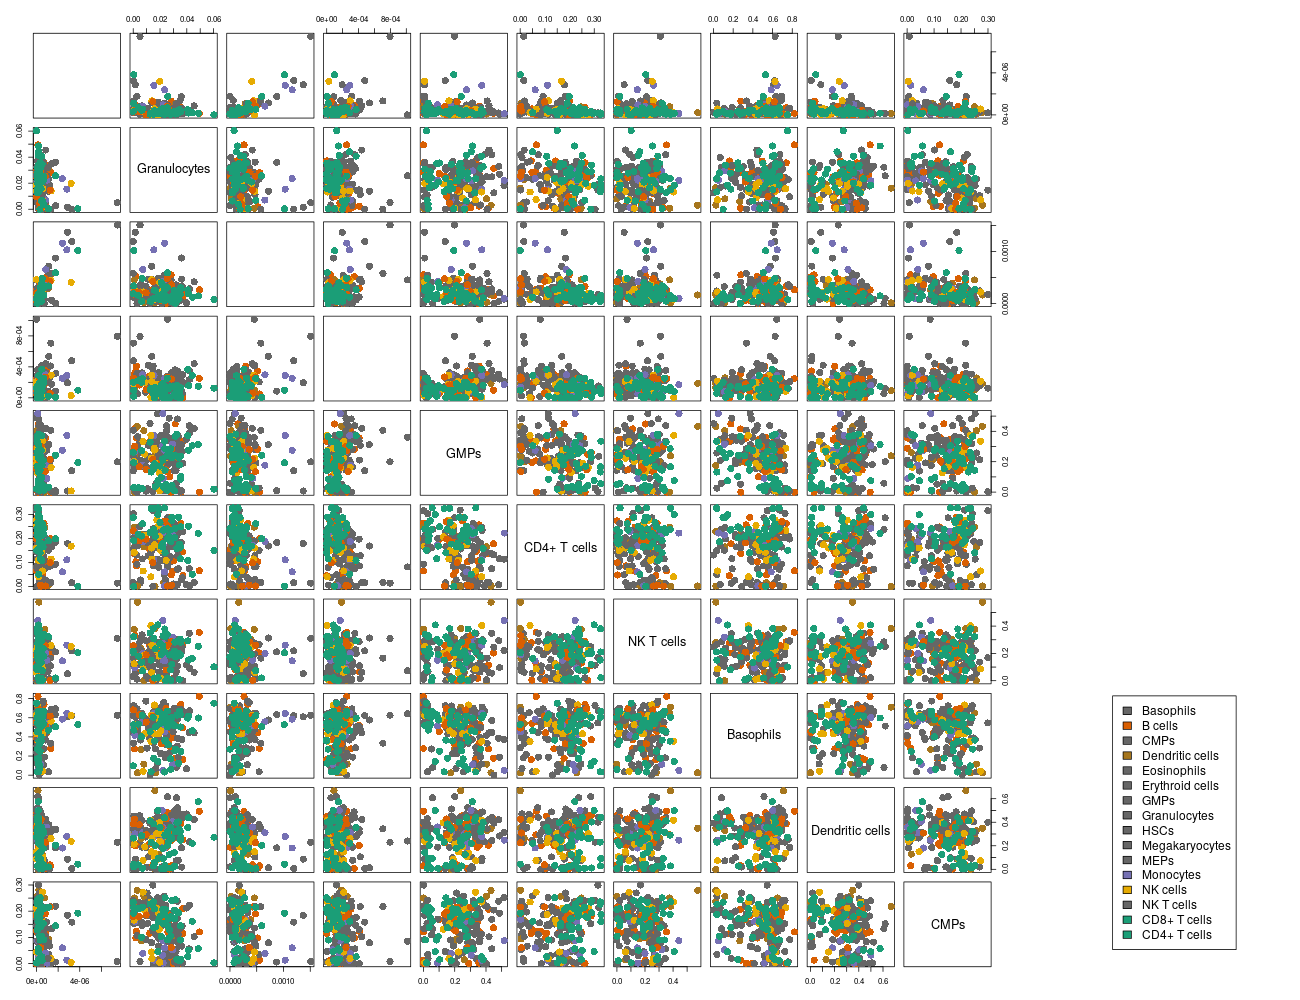 0.00 0.02 0.04 0.06 0e+00 4e-04 8e-04 0.00 0.10 0.20 0.30 0.0 0.2 0.4 0.6 0.8 0.00 0.10 0.20 0.30
0e+00 4e-06
Granulocytes
0.00 0.02 0.04 0.06
0.0000 0.0010
0e+00 4e-04 8e-04
GMPs
0.0 0.2 0.4
CD4+ T cells
0.00 0.10 0.20 0.30
NK T cells
0.0 0.2 0.4
Basophils
0.0 0.2 0.4 0.6 0.8
Dendritic cells
0.0 0.2 0.4 0.6
CMPs
0.00 0.10 0.20 0.30
0e+00 4e-06 0.0000 0.0010 0.0 0.2 0.4 0.0 0.2 0.4 0.0 0.2 0.4 0.6
Basophils
B cells
CMPs
Dendritic cells
Eosinophils
Erythroid cells
GMPs
Granulocytes
HSCs
Megakaryocytes
MEPs
Monocytes
NK cells
NK T cells
CD8+ T cells
CD4+ T cells